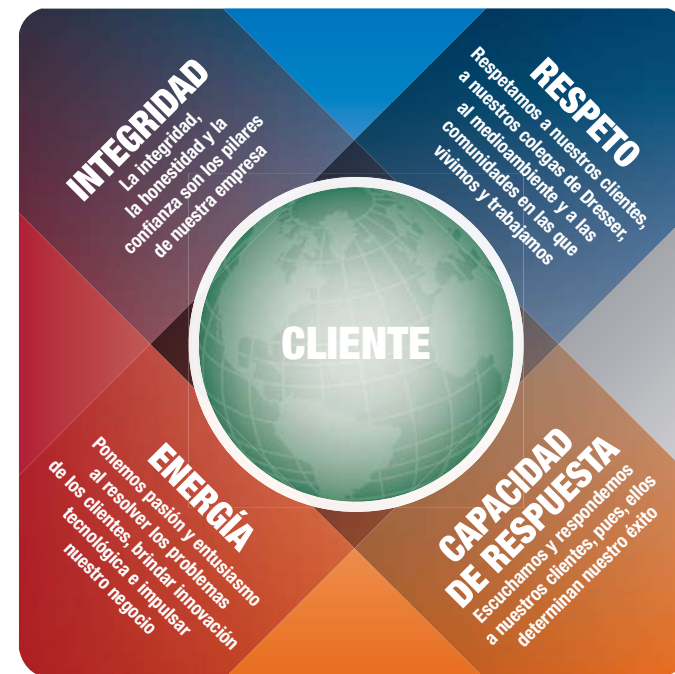 INTEGRIDAD
La integridad,
la honestidad y la
confianza son los pilares
de nuestra empresa
RESPETO
Respetamos a nuestros clientes,
a nuestros colegas de Dresser,
al medioambiente y a las
comunidades en las que
vivimos y trabajamos
CLIENTE
ENERGÍA
Ponemos pasión y entusiasmo
al resolver los problemas
de los clientes, brindar innovación
tecnológica e impulsar
nuestro negocio
CAPACIDAD
DE RESPUESTA
Escuchamos y respondemos
a nuestros clientes, pues, ellos
determinan nuestro éxito